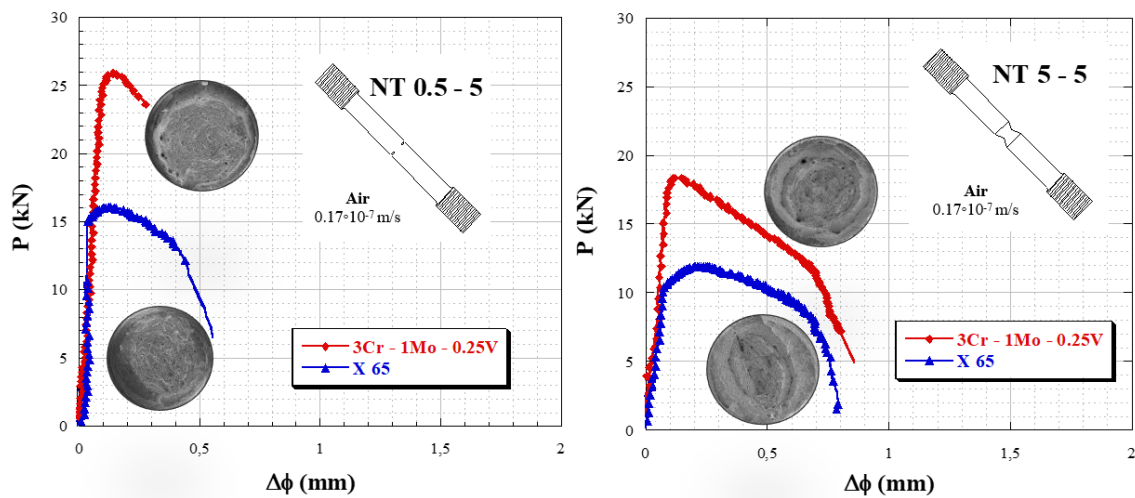 30
25
20
15
10
5
0
P (kN)
NT 0.5 - 5
Air
0.17∘10⁻⁷ m/s
3Cr - 1Mo - 0.25V
X 65
0
0,5
1
1,5
2
Δϕ (mm)
30
25
20
15
10
5
0
P (kN)
NT 5 - 5
Air
0.17∘10⁻⁷ m/s
3Cr - 1Mo - 0.25V
X 65
0
0,5
1
1,5
2
Δϕ (mm)